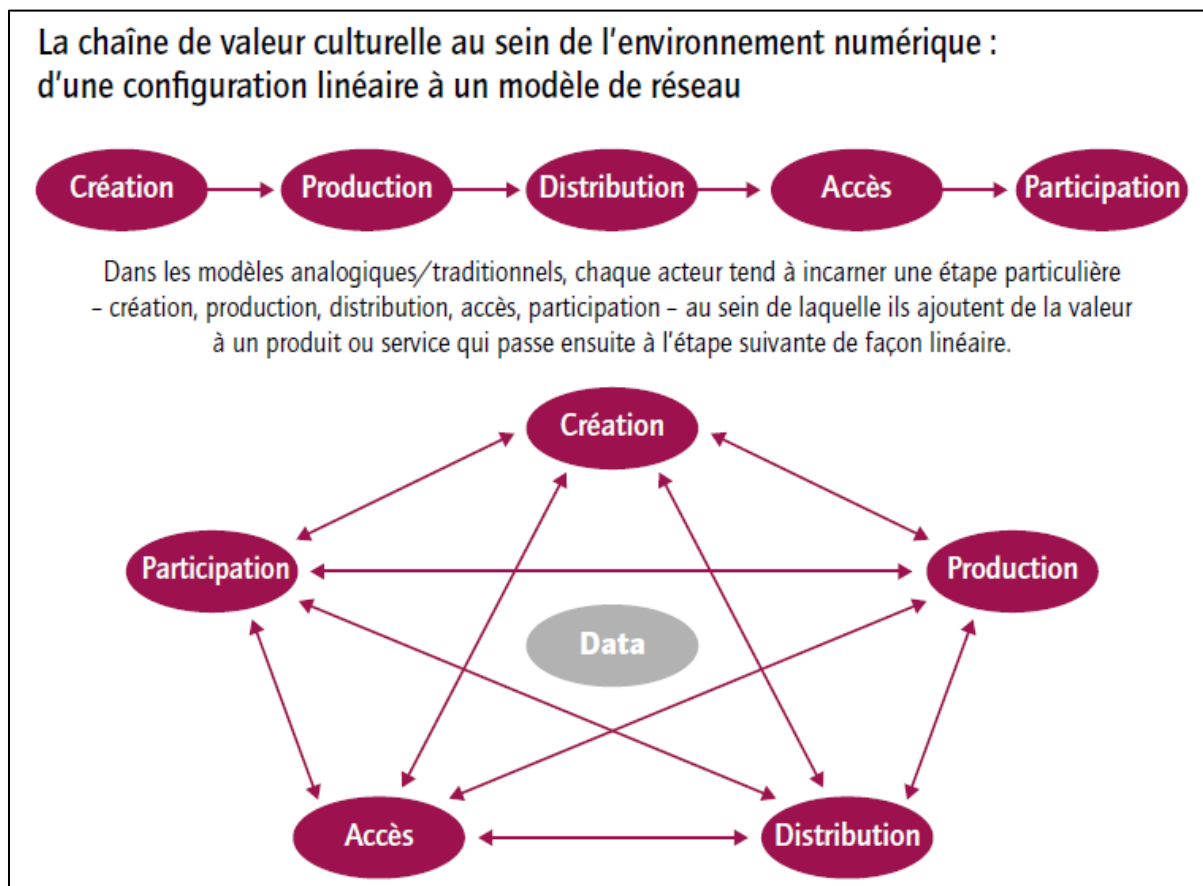 La chaîne de valeur culturelle au sein de l’environnement numérique :
d’une configuration linéaire à un modèle de réseau
Création
Production
Distribution
Accès
Participation
Dans les modèles analogiques/traditionnels, chaque acteur tend à incarner une étape particulière
– création, production, distribution, accès, participation – au sein de laquelle ils ajoutent de la valeur
à un produit ou service qui passe ensuite à l’étape suivante de façon linéaire.
Création
Participation
Production
Data
Accès
Distribution